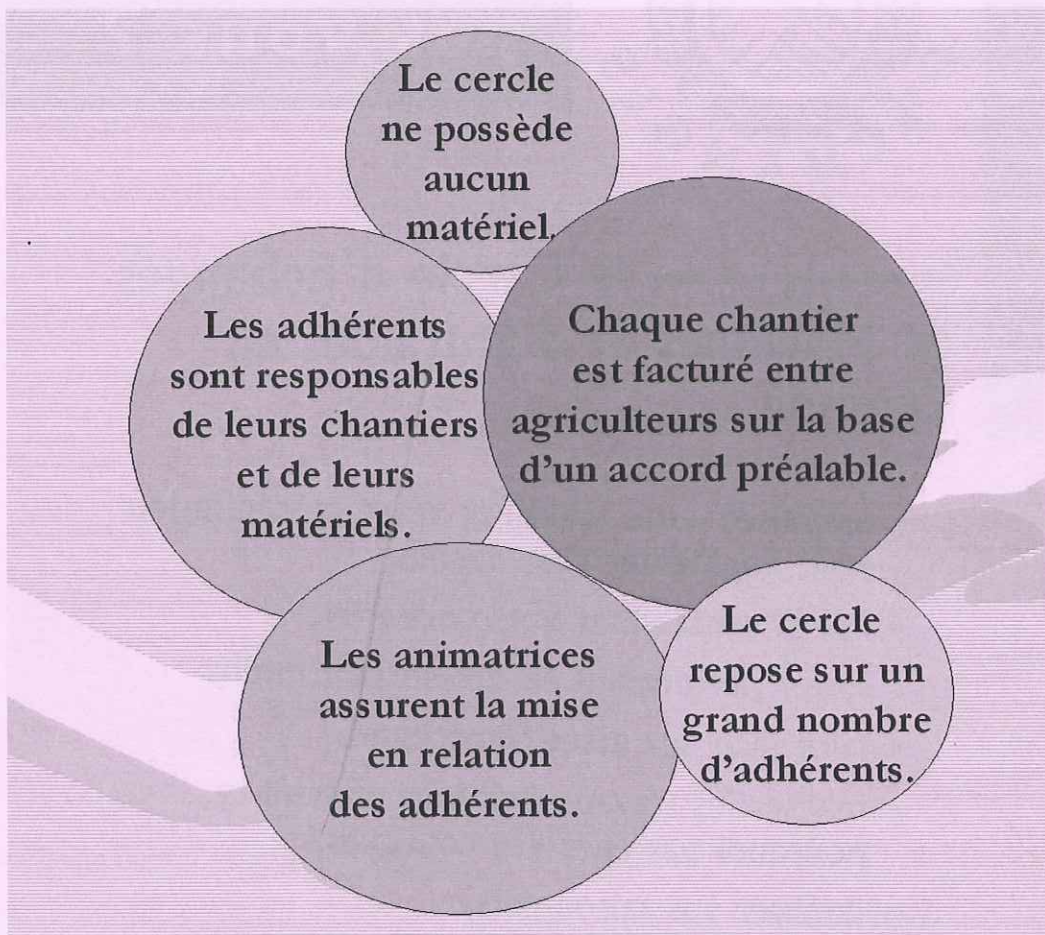 Le cercle
ne possède
aucun
matériel.
Les adhérents
sont responsables
de leurs chantiers
et de leurs
matériels.
Chaque chantier
est facturé entre
agriculteurs sur la base
d'un accord préalable.
Les animatrices
assurent la mise
en relation
des adhérents.
Le cercle
repose sur un
grand nombre
d'adhérents.